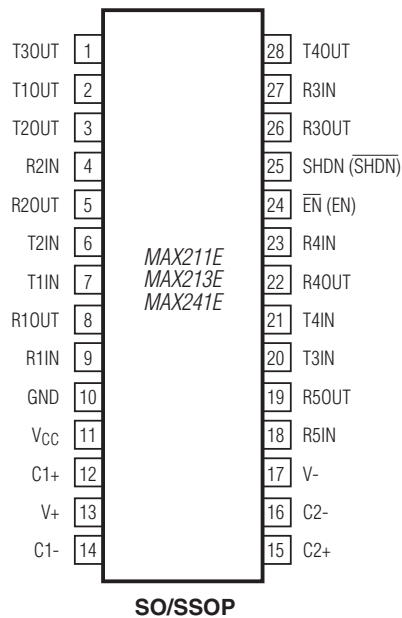 T3OUT 1 28 T4OUT
T1OUT 2 27 R3IN
T2OUT 3 26 R3OUT
R2IN 4 25 SHDN (S̅H̅D̅N̅)
R2OUT 5 24 E̅N̅ (EN)
T2IN 6 23 R4IN
MAX211E
MAX213E
MAX241E
T1IN 7 22 R4OUT
R1OUT 8 21 T4IN
R1IN 9 20 T3IN
GND 10 19 R5OUT
VCC 11 18 R5IN
C1+ 12 17 V-
V+ 13 16 C2-
C1- 14 15 C2+
SO/SSOP